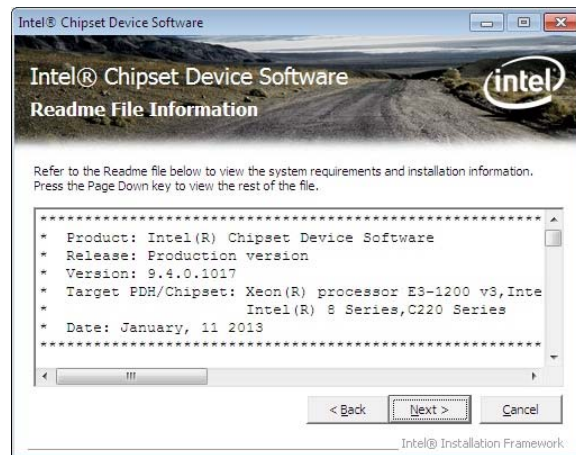 Intel® Chipset Device Software
Intel® Chipset Device Software
Readme File Information
intel
Refer to the Readme file below to view the system requirements and installation information.
Press the Page Down key to view the rest of the file.
******************************************************
* Product: Intel(R) Chipset Device Software
* Release: Production version
* Version: 9.4.0.1017
* Target PDH/Chipset: Xeon(R) processor E3-1200 v3,Inte
* Intel(R) 8 Series,C220 Series
* Date: January, 11 2013
******************************************************
< Back Next > Cancel
Intel® Installation Framework